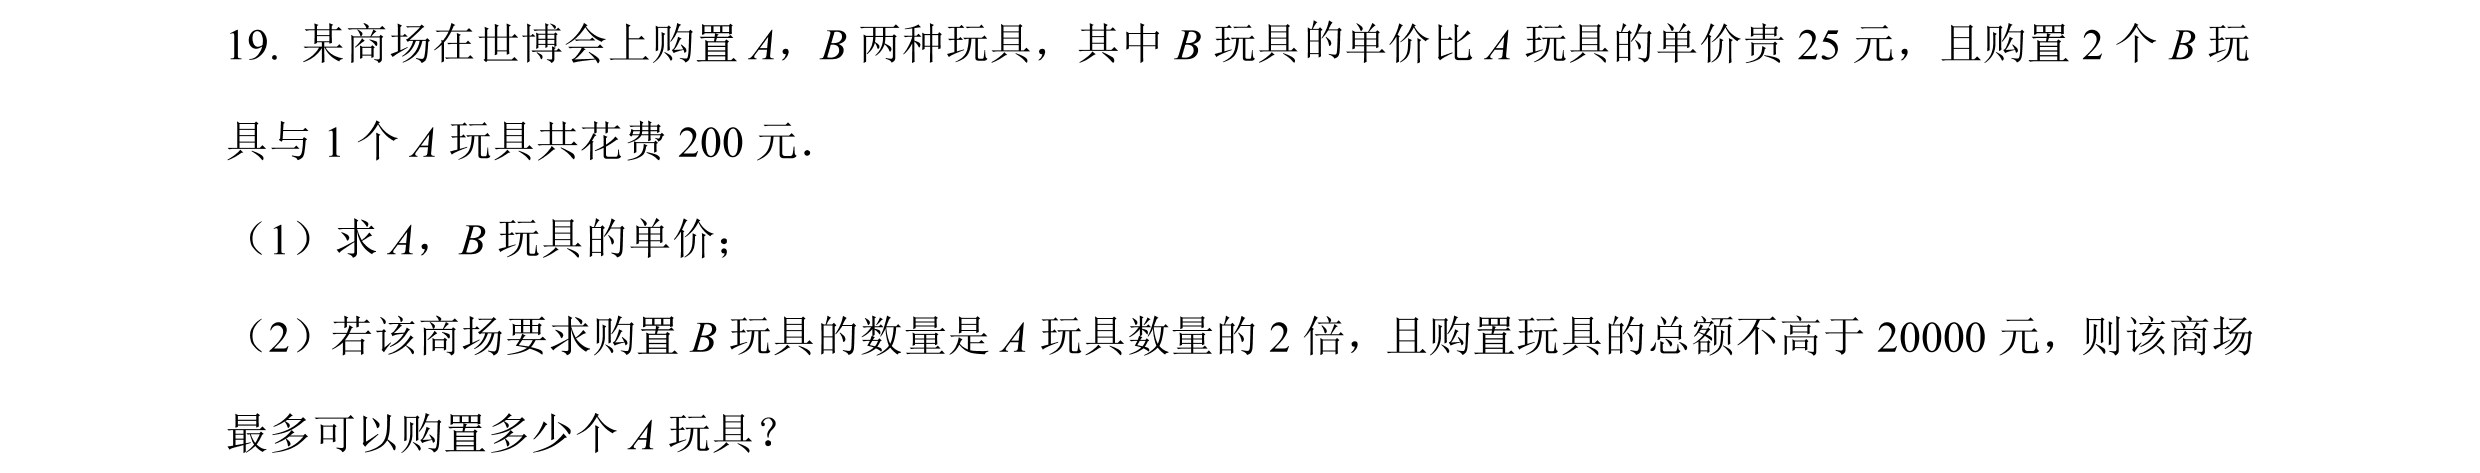 19. 某商场在世博会上购置 A，B 两种玩具，其中 B 玩具的单价比 A 玩具的单价贵 25 元，且购置 2 个 B 玩
具与 1 个 A 玩具共花费 200 元．
（1）求 A，B 玩具的单价；
（2）若该商场要求购置 B 玩具的数量是 A 玩具数量的 2 倍，且购置玩具的总额不高于 20000 元，则该商场
最多可以购置多少个 A 玩具？